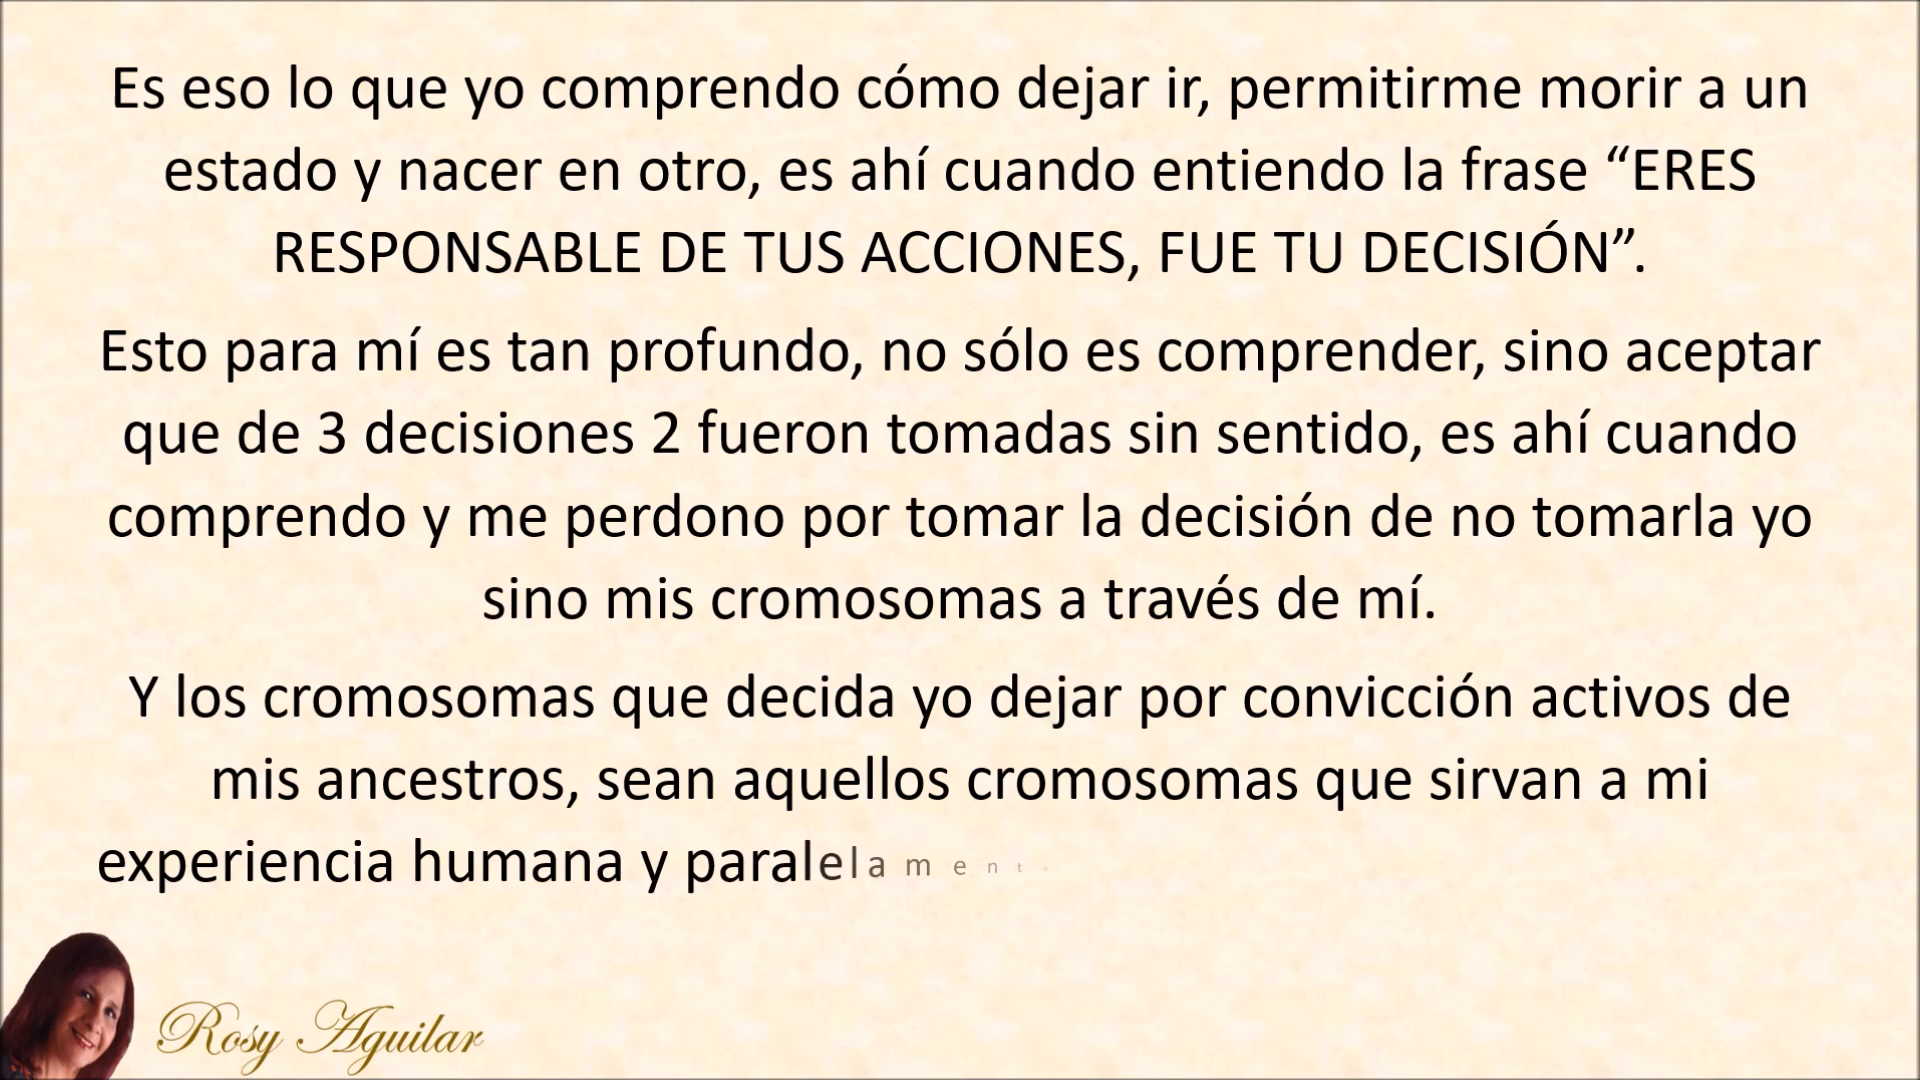 Es eso lo que yo comprendo cómo dejar ir, permitirme morir a un
estado y nacer en otro, es ahí cuando entiendo la frase “ERES
RESPONSABLE DE TUS ACCIONES, FUE TU DECISIÓN”.
Esto para mí es tan profundo, no sólo es comprender, sino aceptar
que de 3 decisiones 2 fueron tomadas sin sentido, es ahí cuando
comprendo y me perdono por tomar la decisión de no tomarla yo
sino mis cromosomas a través de mí.
Y los cromosomas que decida yo dejar por convicción activos de
mis ancestros, sean aquellos cromosomas que sirvan a mi
experiencia humana y paralelament
Rosy Aguilar